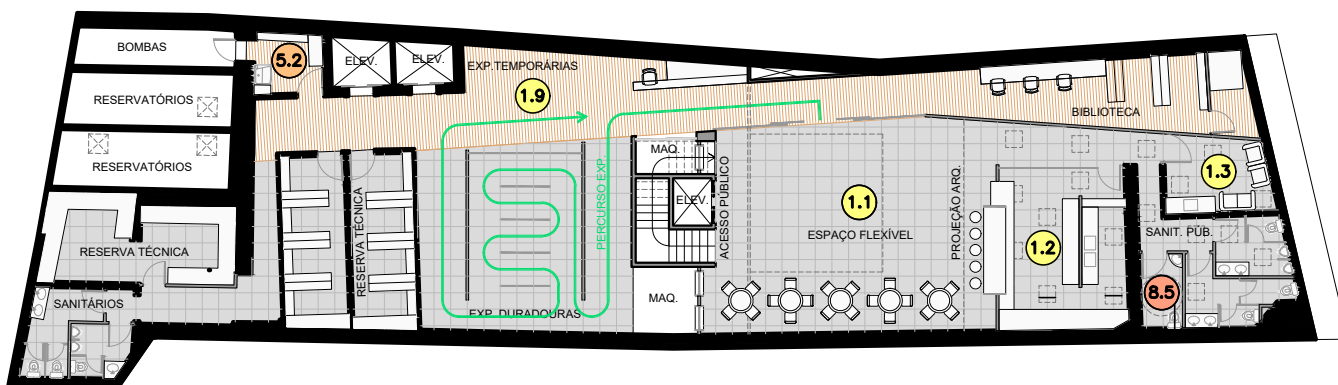 BOMBAS
5.2
ELEV.
ELEV.
EXP.TEMPORÁRIAS
1.9
RESERVATÓRIOS
BIBLIOTECA
MAQ.
RESERVATÓRIOS
1.3
PERCURSO EXP.
ACESSO PÚBLICO
ELEV.
1.1
PROJEÇÃO ARQ.
ESPAÇO FLEXÍVEL
SANIT. PÚB.
RESERVA TÉCNICA
RESERVA TÉCNICA
1.2
8.5
SANITÁRIOS
MAQ.
EXP. DURADOURAS